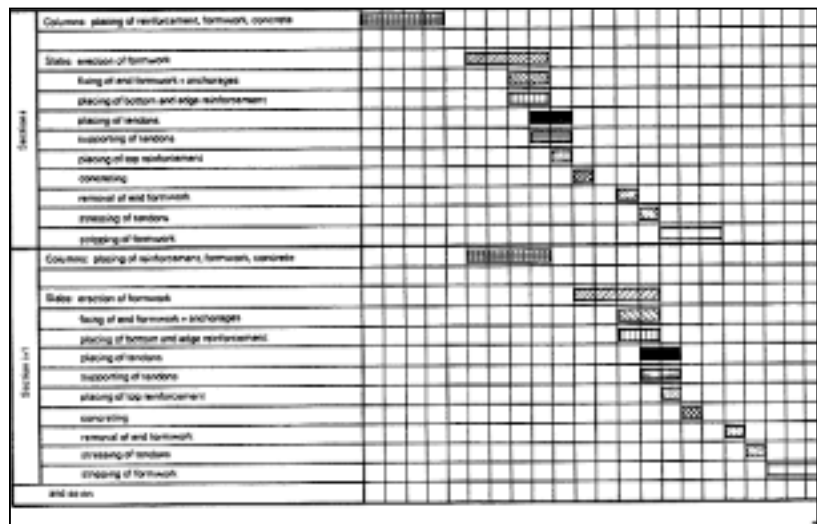 Columns: placing of reinforcement, formwork, concrete
Slabs: erection of formwork
fixing of end formwork + anchorages
placing of bottom and edge reinforcement
placing of tendons
supporting of tendons
placing of top reinforcement
concreting
removal of end formwork
stressing of tendons
stripping of formwork
Section i
Columns: placing of reinforcement, formwork, concrete
Slabs: erection of formwork
fixing of end formwork + anchorages
placing of bottom and edge reinforcement
placing of tendons
supporting of tendons
placing of top reinforcement
concreting
removal of end formwork
stressing of tendons
stripping of formwork
Section i+1
and so on